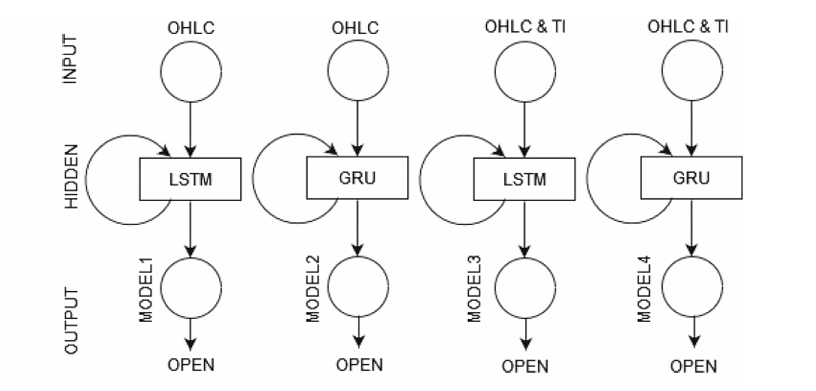 OHLC
OHLC
OHLC & TI
OHLC & TI
INPUT
HIDDEN
LSTM
GRU
LSTM
GRU
OUTPUT
MODEL1
MODEL2
MODEL3
MODEL4
OPEN
OPEN
OPEN
OPEN